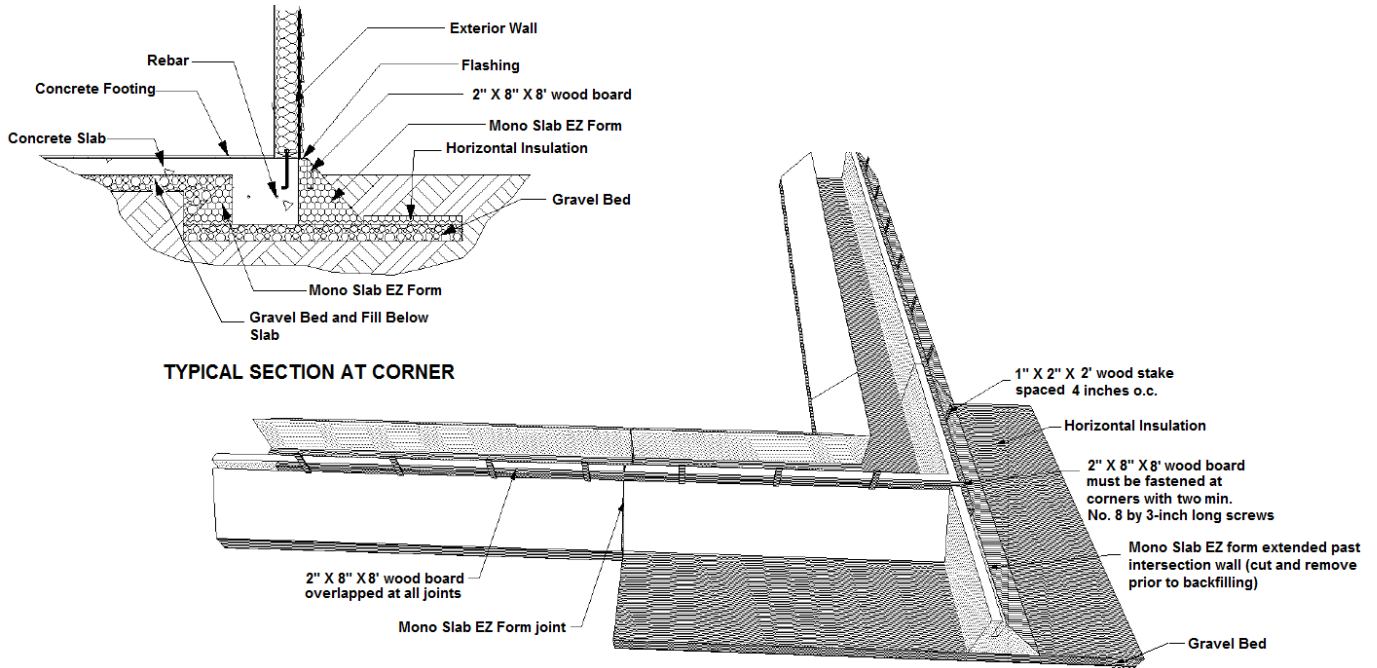 Exterior Wall
Rebar
Flashing
Concrete Footing
2" X 8" X 8' wood board
Mono Slab EZ Form
Concrete Slab
Horizontal Insulation
Gravel Bed
Mono Slab EZ Form
Gravel Bed and Fill Below
Slab
TYPICAL SECTION AT CORNER
1" X 2" X 2' wood stake
spaced 4 inches o.c.
Horizontal Insulation
2" X 8" X 8' wood board
must be fastened at
corners with two min.
No. 8 by 3-inch long screws
Mono Slab EZ form extended past
intersection wall (cut and remove
prior to backfilling)
2" X 8" X 8' wood board
overlapped at all joints
Mono Slab EZ Form joint
Gravel Bed